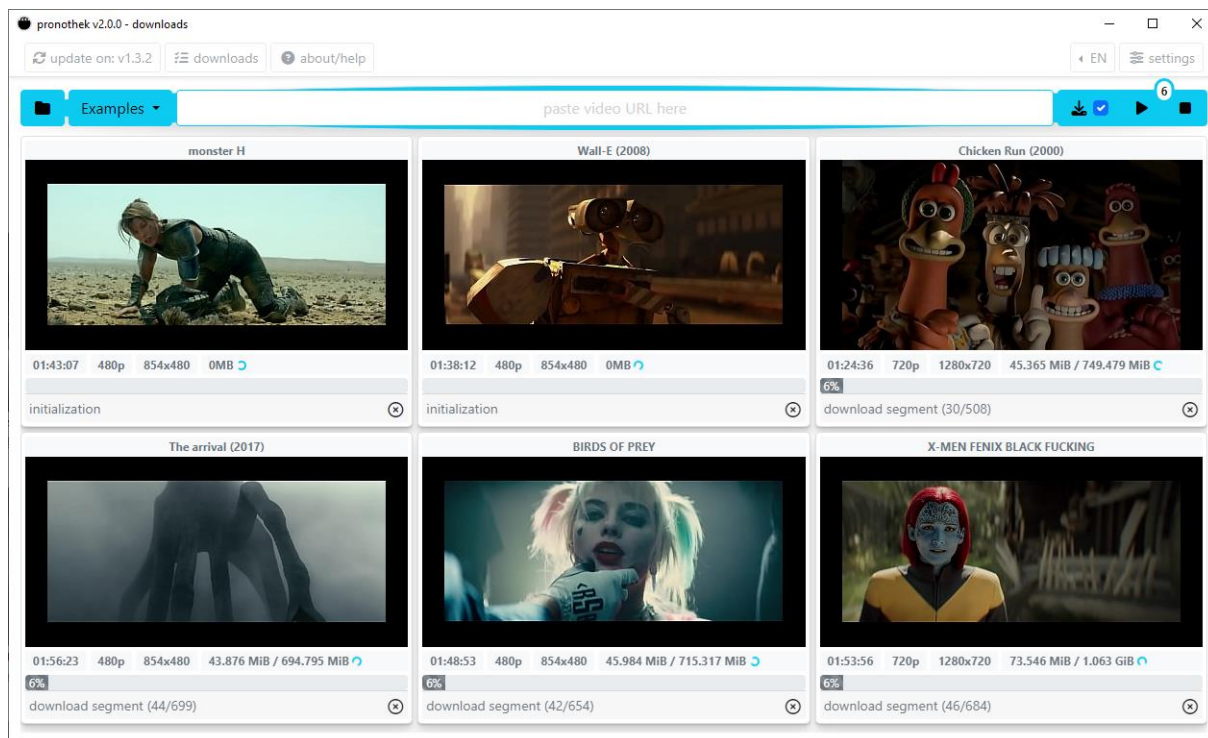 pronothek v2.0.0 - downloads
update on: v1.3.2 downloads about/help EN settings
6
Examples paste video URL here
monster H Wall-E (2008) Chicken Run (2000)
01:43:07 480p 854x480 0MB 01:38:12 480p 854x480 0MB 01:24:36 720p 1280x720 45.365 MiB / 749.479 MiB
6%
initialization initialization download segment (30/508)
The arrival (2017) BIRDS OF PREY X-MEN FENIX BLACK FUCKING
01:56:23 480p 854x480 43.876 MiB / 694.795 MiB 01:48:53 480p 854x480 45.984 MiB / 715.317 MiB 01:53:56 720p 1280x720 73.546 MiB / 1.063 GiB
6% 6% 6%
download segment (44/699) download segment (42/654) download segment (46/684)